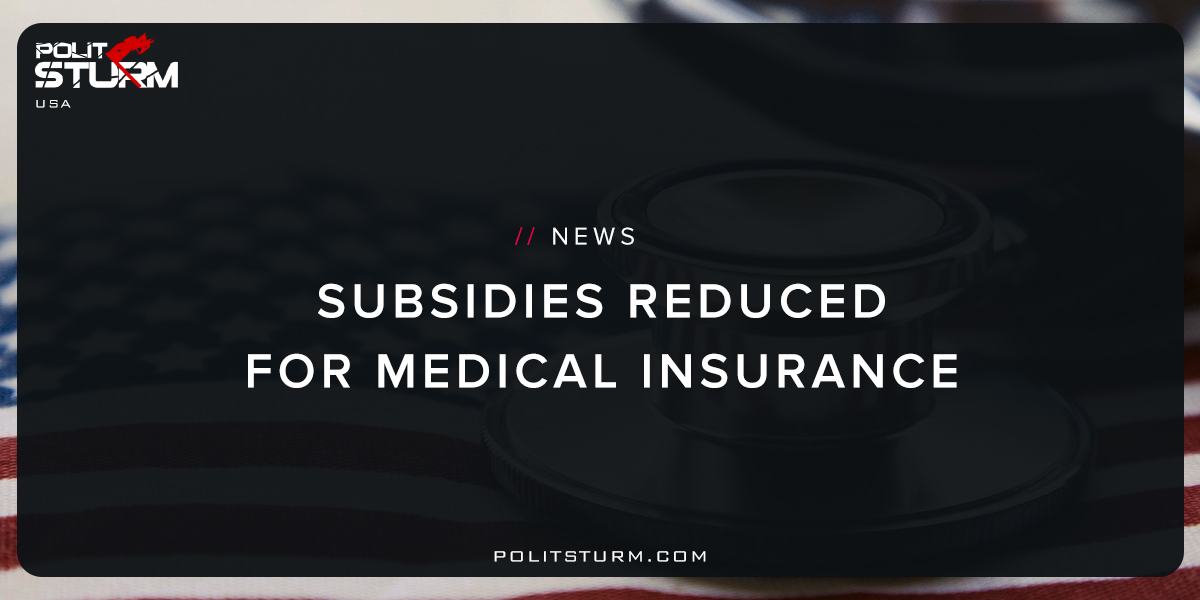 POLIT
STURM
USA
// NEWS
SUBSIDIES REDUCED
FOR MEDICAL INSURANCE
POLITSTURM.COM